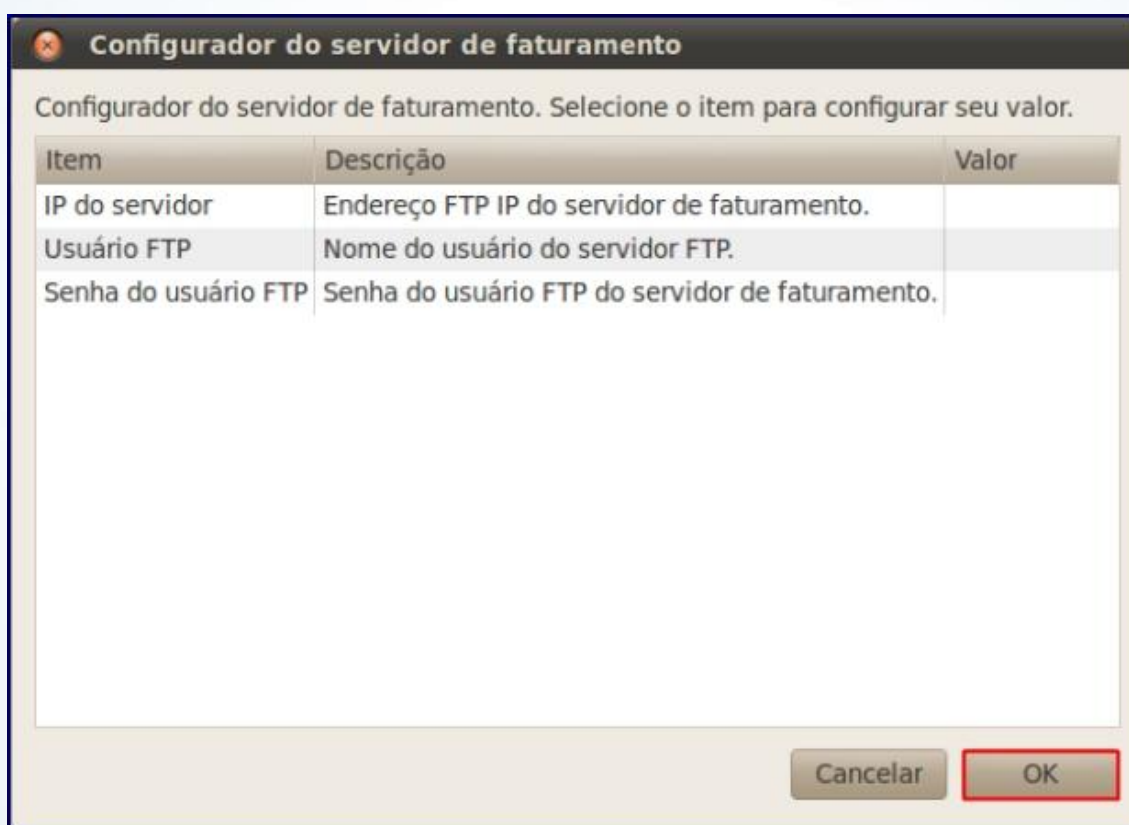 Configurador do servidor de faturamento
Configurador do servidor de faturamento. Selecione o item para configurar seu valor.
Item Descrição Valor
IP do servidor Endereço FTP IP do servidor de faturamento.
Usuário FTP Nome do usuário do servidor FTP.
Senha do usuário FTP Senha do usuário FTP do servidor de faturamento.
Cancelar OK